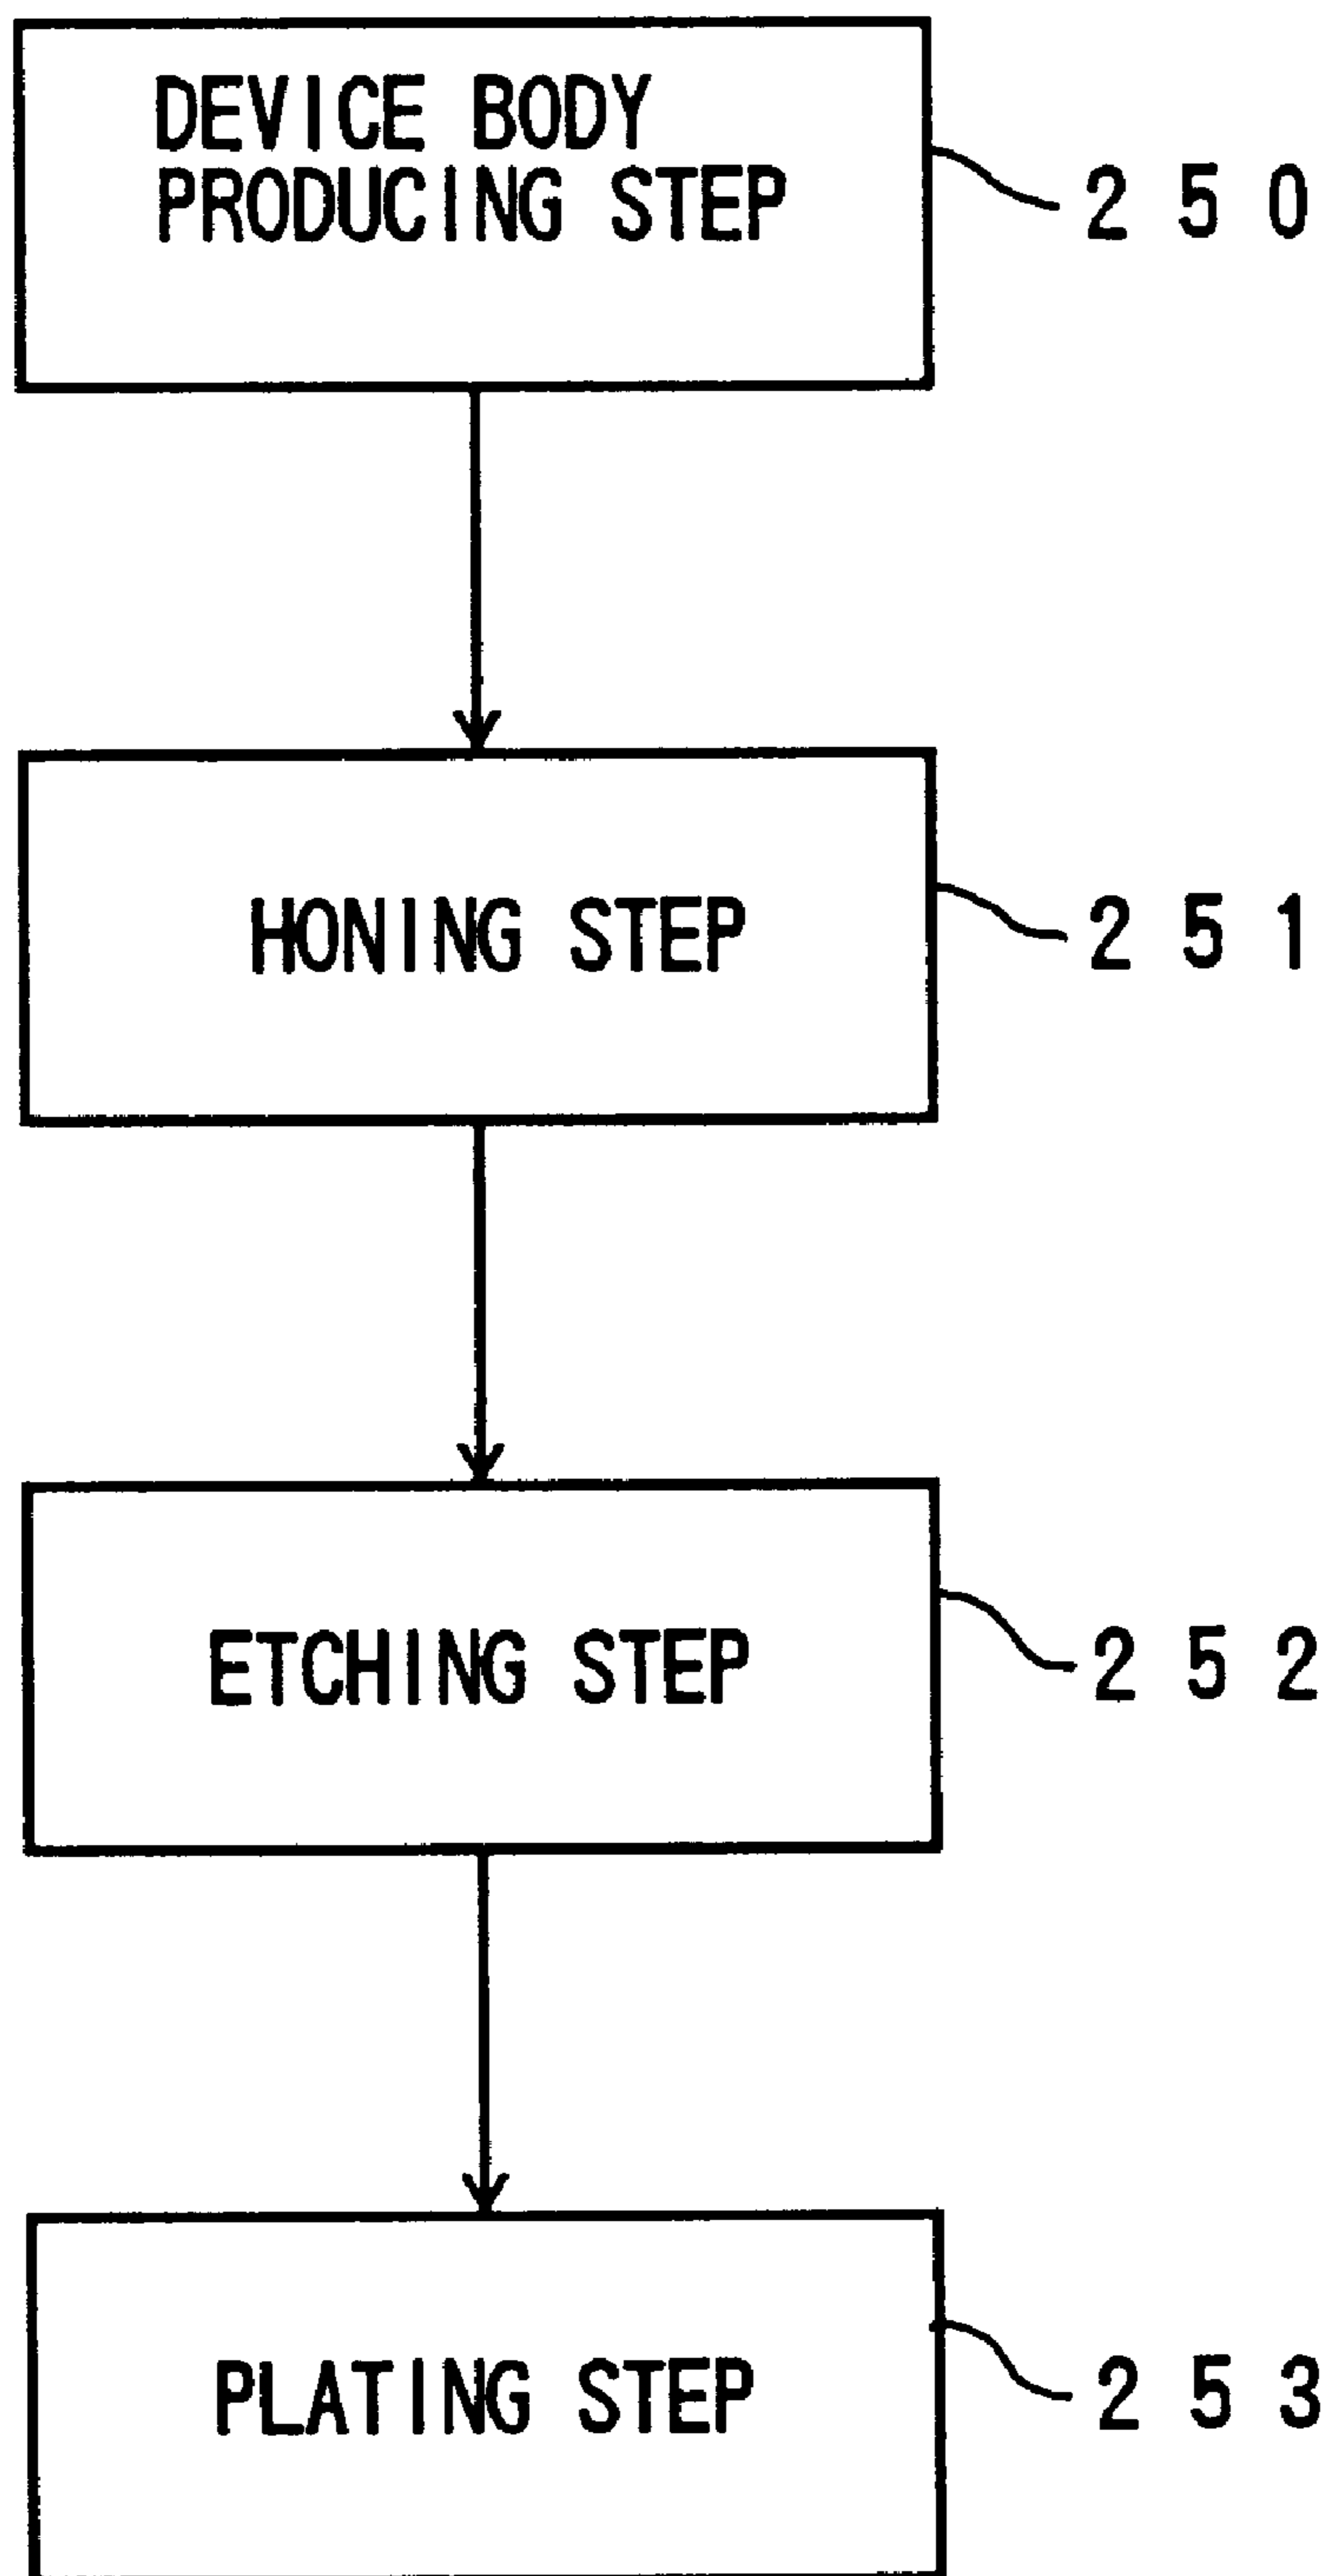 DEVICE BODY
PRODUCING STEP
250
HONING STEP
251
ETCHING STEP
252
PLATING STEP
253